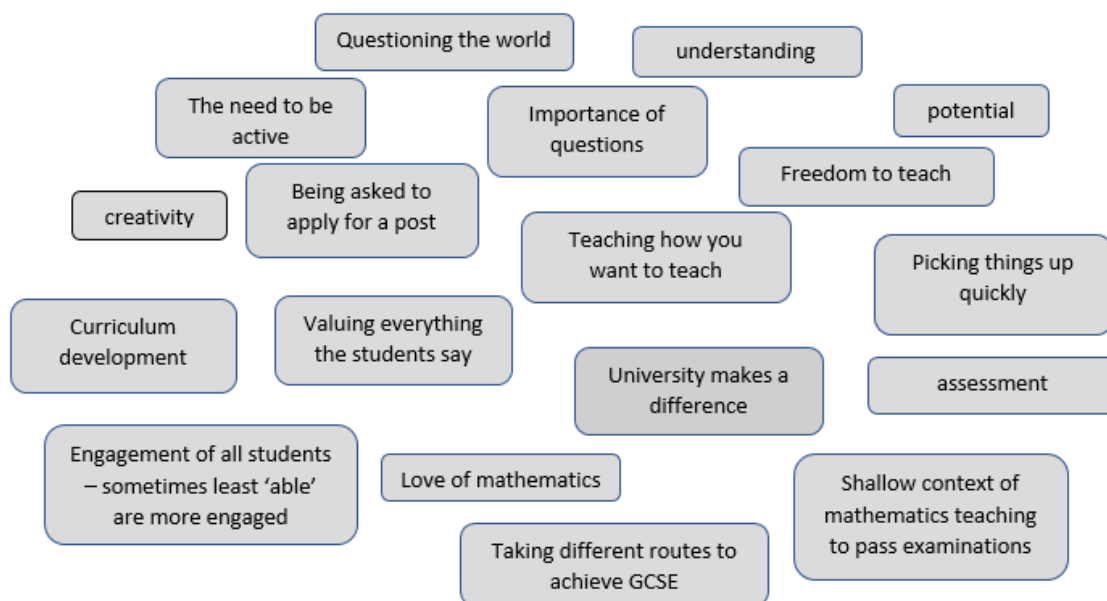 Questioning the world
understanding
The need to be
active
Importance of
questions
potential
Freedom to teach
Being asked to
apply for a post
creativity
Teaching how you
want to teach
Picking things up
quickly
Curriculum
development
Valuing everything
the students say
University makes a
difference
assessment
Engagement of all students
– sometimes least ‘able’
are more engaged
Love of mathematics
Shallow context of
mathematics teaching
to pass examinations
Taking different routes to
achieve GCSE